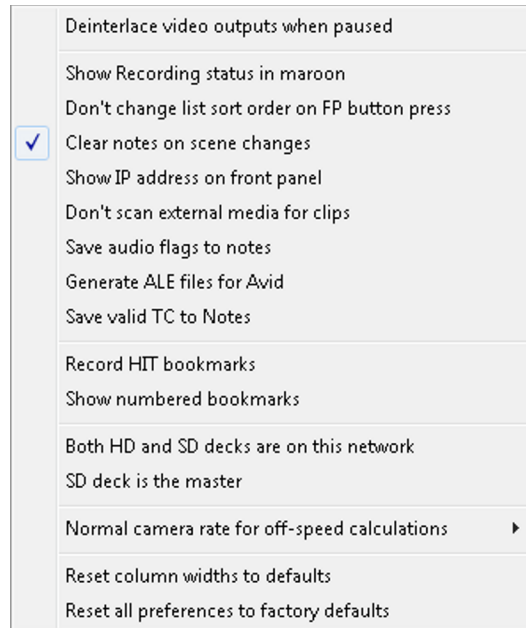 Deinterlace video outputs when paused
Show Recording status in maroon
Don't change list sort order on FP button press
Clear notes on scene changes
Show IP address on front panel
Don't scan external media for clips
Save audio flags to notes
Generate ALE files for Avid
Save valid TC to Notes
Record HIT bookmarks
Show numbered bookmarks
Both HD and SD decks are on this network
SD deck is the master
Normal camera rate for off-speed calculations
Reset column widths to defaults
Reset all preferences to factory defaults